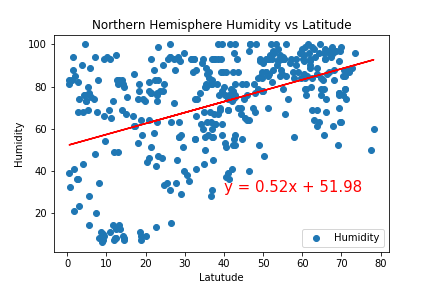 Northern Hemisphere Humidity vs Latitude
100
80
60
40
20
Humidity
y = 0.52x + 51.98
Humidity
0 10 20 30 40 50 60 70 80
Latutude